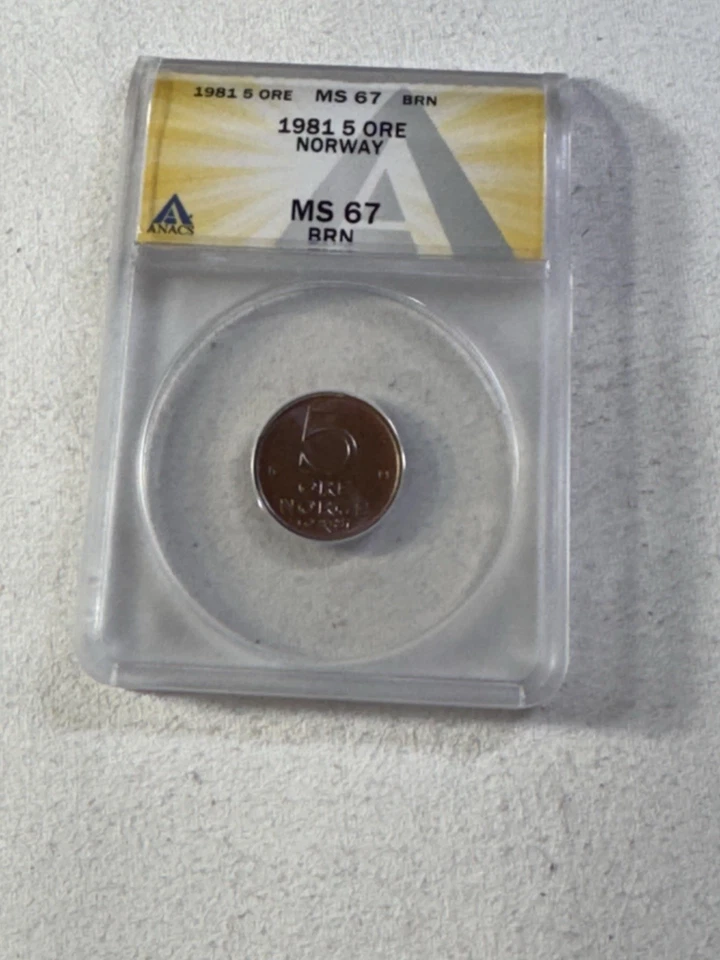 1981 5 ORE MS 67 BRN
1981 5 ORE
NORWAY
MS 67
BRN
ANACS
5
ØRE
NORGE